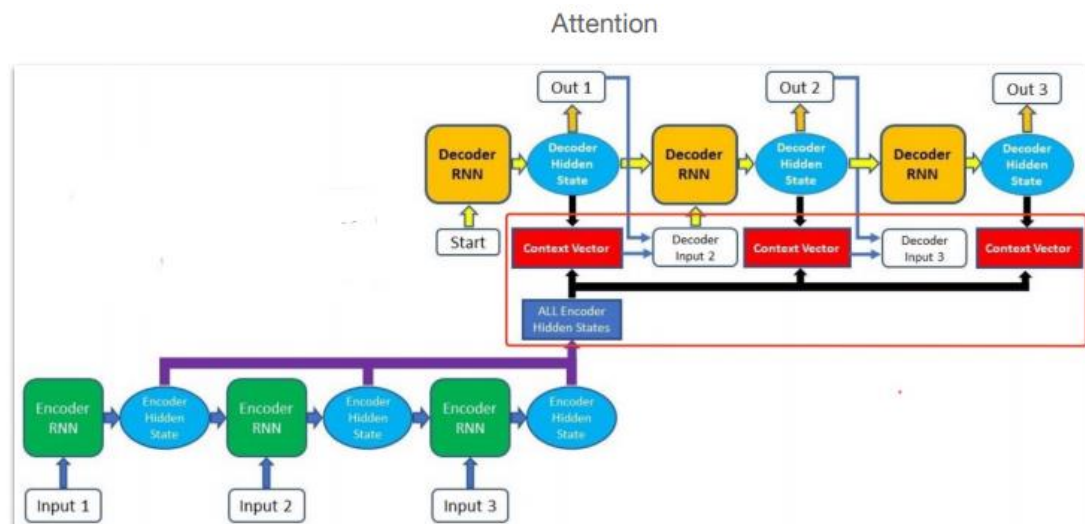 Attention
Out 1
Out 2
Out 3
Decoder
RNN
Decoder
Hidden
State
Decoder
RNN
Decoder
Hidden
State
Decoder
RNN
Decoder
Hidden
State
Start
Context Vector
Decoder
Input 2
Context Vector
Decoder
Input 3
Context Vector
ALL Encoder
Hidden States
Encoder
RNN
Encoder
Hidden
State
Encoder
RNN
Encoder
Hidden
State
Encoder
RNN
Encoder
Hidden
State
Input 1
Input 2
Input 3